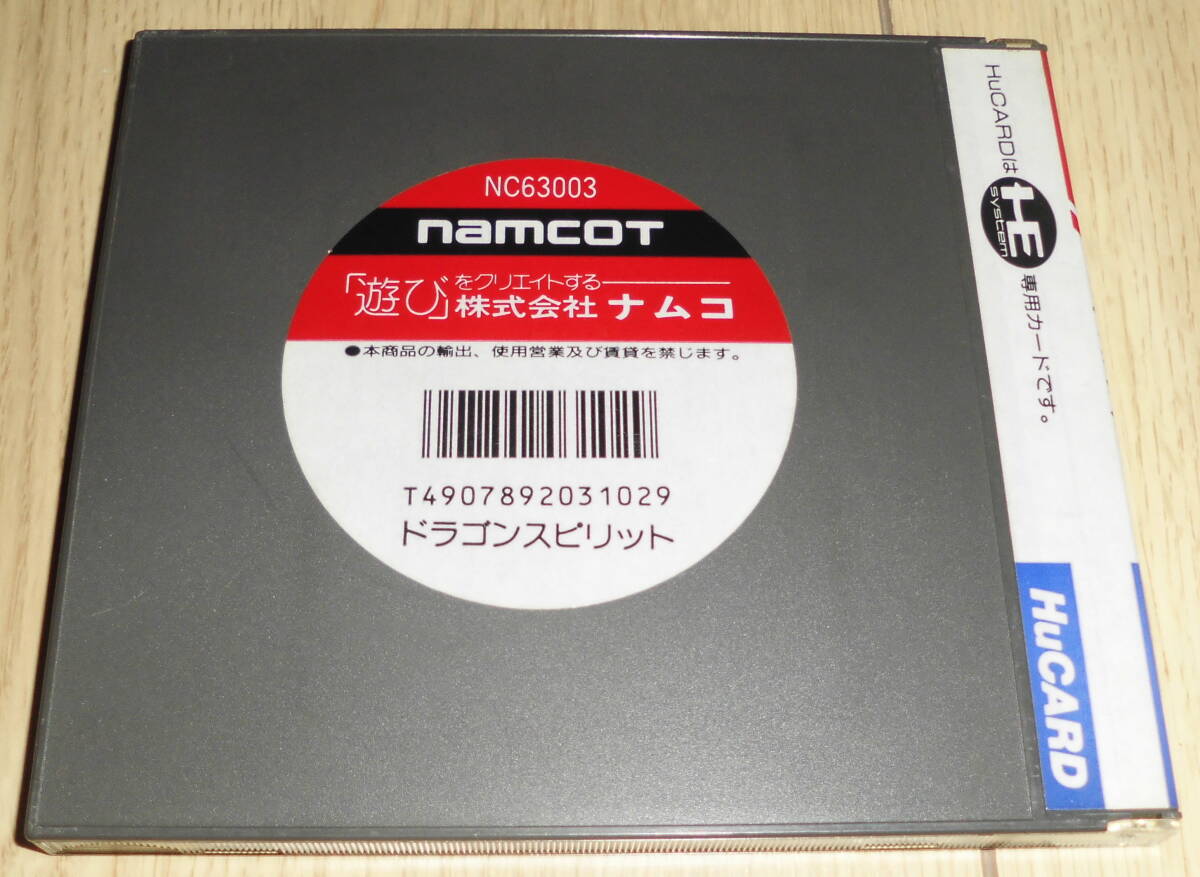 NC63003
namcot
「遊び」をクリエイトする
株式会社 ナムコ
●本商品の輸出、使用営業及び賃貸を禁じます。
T4907892031029
ドラゴンスピリット
HuCARDは HE system 専用カードです。
HuCARD